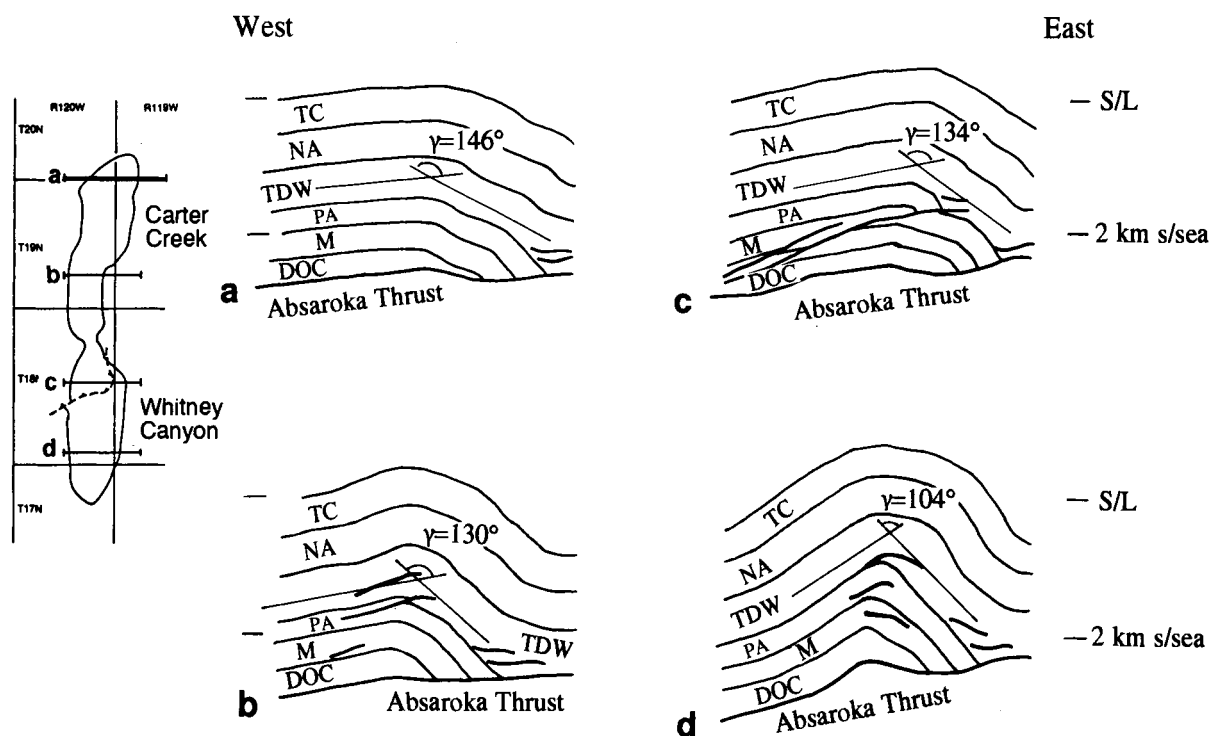 West
East
R120W
R119W
T20N
a
Carter
Creek
T19N
b
T18N
c
Whitney
Canyon
d
T17N
TC
NA
γ=146°
TDW
PA
M
DOC
a
Absaroka Thrust
TC
NA
γ=134°
TDW
PA
M
DOC
c
Absaroka Thrust
— S/L
— 2 km s/sea
TC
NA
γ=130°
PA
M
TDW
DOC
b
Absaroka Thrust
TC
γ=104°
NA
TDW
PA
M
DOC
d
Absaroka Thrust
— S/L
— 2 km s/sea